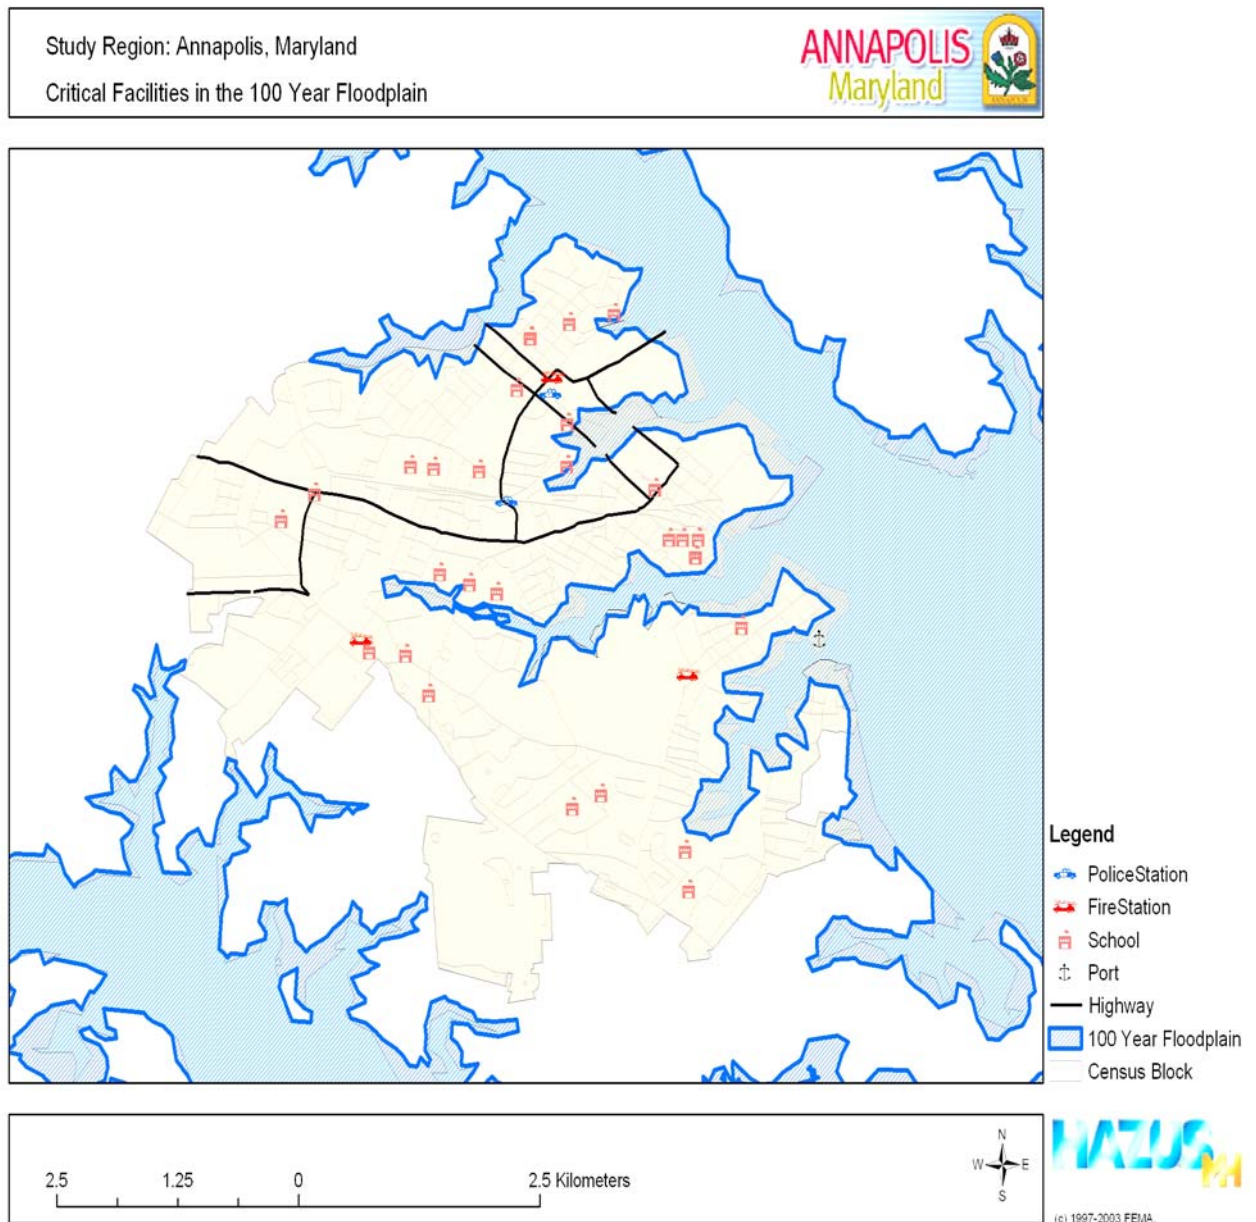 Study Region: Annapolis, Maryland
Critical Facilities in the 100 Year Floodplain
ANNAPOLIS
Maryland
ANNAPOLIS
Legend
PoliceStation
FireStation
School
Port
Highway
100 Year Floodplain
Census Block
2.5 1.25 0 2.5 Kilometers
N
W E
S
HAZUS
MH
(c) 1997-2003 FEMA